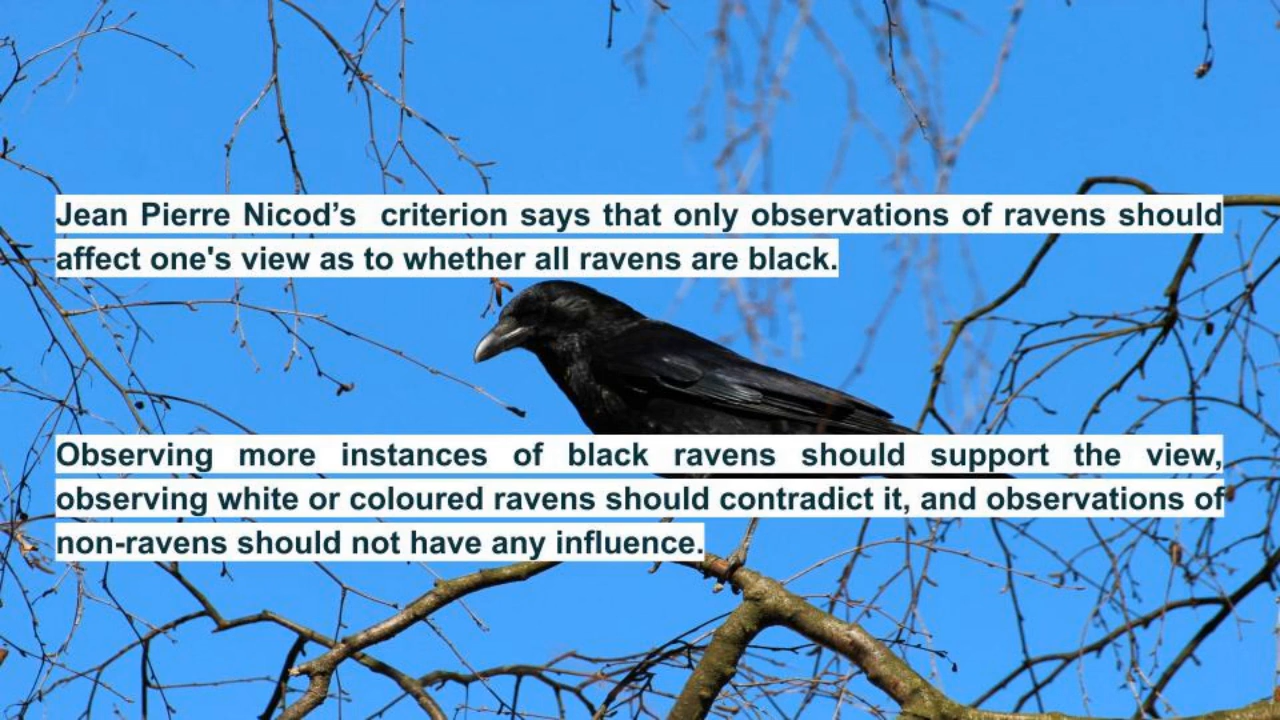 Jean Pierre Nicod’s  criterion says that only observations of ravens should
affect one's view as to whether all ravens are black.
Observing more instances of black ravens should support the view,
observing white or coloured ravens should contradict it, and observations of
non-ravens should not have any influence.